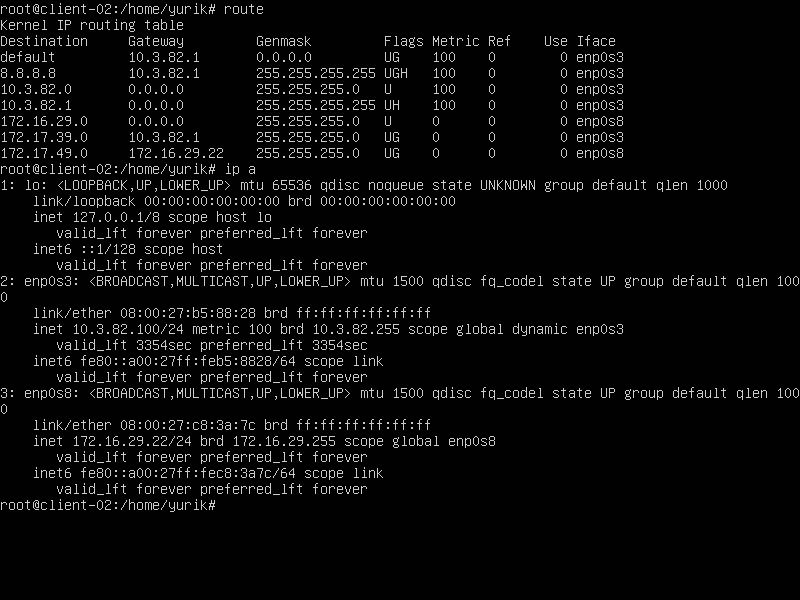 root@client-02:/home/yurik# route
Kernel IP routing table
Destination     Gateway         Genmask         Flags Metric Ref    Use Iface
default         10.3.82.1       0.0.0.0         UG    100    0        0 enp0s3
8.8.8.8         10.3.82.1       255.255.255.255 UGH   100    0        0 enp0s3
10.3.82.0       0.0.0.0         255.255.255.0   U     100    0        0 enp0s3
10.3.82.1       0.0.0.0         255.255.255.255 UH    100    0        0 enp0s3
172.16.29.0     0.0.0.0         255.255.255.0   U     0      0        0 enp0s8
172.17.39.0     10.3.82.1       255.255.255.0   UG    0      0        0 enp0s3
172.17.49.0     172.16.29.22    255.255.255.0   UG    0      0        0 enp0s8
root@client-02:/home/yurik# ip a
1: lo: <LOOPBACK,UP,LOWER_UP> mtu 65536 qdisc noqueue state UNKNOWN group default qlen 1000
    link/loopback 00:00:00:00:00:00 brd 00:00:00:00:00:00
    inet 127.0.0.1/8 scope host lo
       valid_lft forever preferred_lft forever
    inet6 ::1/128 scope host
       valid_lft forever preferred_lft forever
2: enp0s3: <BROADCAST,MULTICAST,UP,LOWER_UP> mtu 1500 qdisc fq_codel state UP group default qlen 100
0
    link/ether 08:00:27:b5:88:28 brd ff:ff:ff:ff:ff:ff
    inet 10.3.82.100/24 metric 100 brd 10.3.82.255 scope global dynamic enp0s3
       valid_lft 3354sec preferred_lft 3354sec
    inet6 fe80::a00:27ff:feb5:8828/64 scope link
       valid_lft forever preferred_lft forever
3: enp0s8: <BROADCAST,MULTICAST,UP,LOWER_UP> mtu 1500 qdisc fq_codel state UP group default qlen 100
0
    link/ether 08:00:27:c8:3a:7c brd ff:ff:ff:ff:ff:ff
    inet 172.16.29.22/24 brd 172.16.29.255 scope global enp0s8
       valid_lft forever preferred_lft forever
    inet6 fe80::a00:27ff:fec8:3a7c/64 scope link
       valid_lft forever preferred_lft forever
root@client-02:/home/yurik#